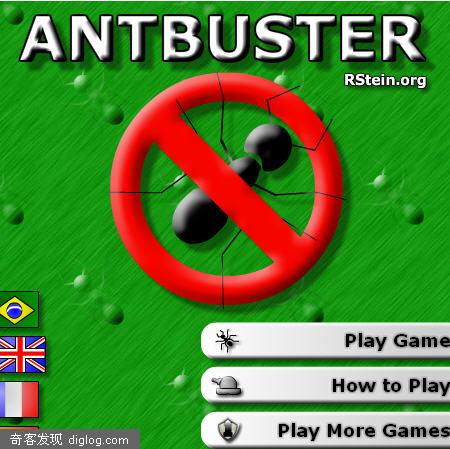 ANTBUSTER
RStein.org
Play Game
How to Play
Play More Games
奇客发现 diglog.com